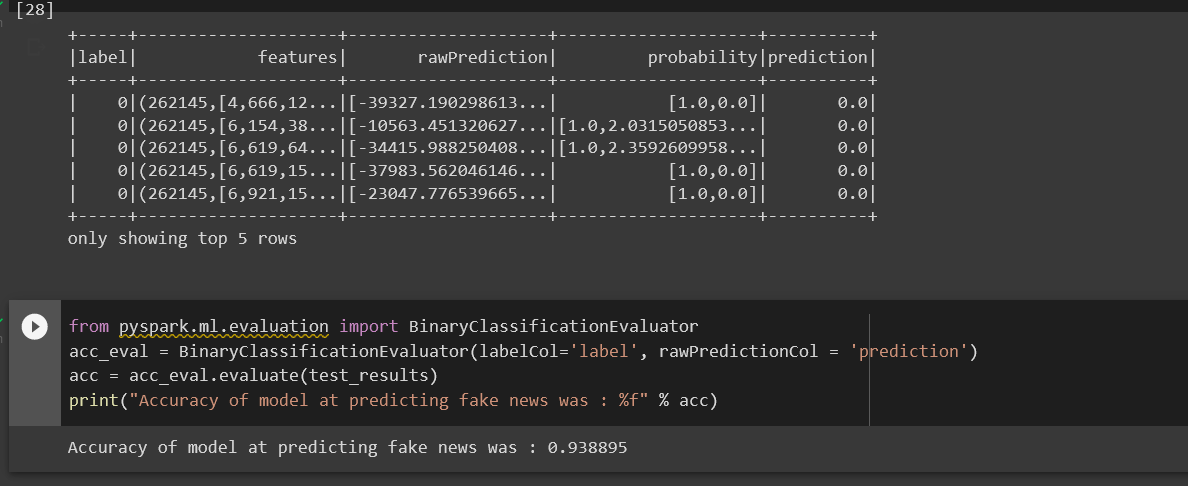 [28]
+-----+--------------------+--------------------+--------------------+----------+
|label|            features|       rawPrediction|         probability|prediction|
+-----+--------------------+--------------------+--------------------+----------+
|    0|(262145,[4,666,12...|[-39327.190298613...|           [1.0,0.0]|       0.0|
|    0|(262145,[6,154,38...|[-10563.451320627...|[1.0,2.0315050853...|       0.0|
|    0|(262145,[6,619,64...|[-34415.988250408...|[1.0,2.3592609958...|       0.0|
|    0|(262145,[6,619,15...|[-37983.562046146...|           [1.0,0.0]|       0.0|
|    0|(262145,[6,921,15...|[-23047.776539665...|           [1.0,0.0]|       0.0|
+-----+--------------------+--------------------+--------------------+----------+
only showing top 5 rows
from pyspark.ml.evaluation import BinaryClassificationEvaluator
acc_eval = BinaryClassificationEvaluator(labelCol='label', rawPredictionCol = 'prediction')
acc = acc_eval.evaluate(test_results)
print("Accuracy of model at predicting fake news was : %f" % acc)
Accuracy of model at predicting fake news was : 0.938895